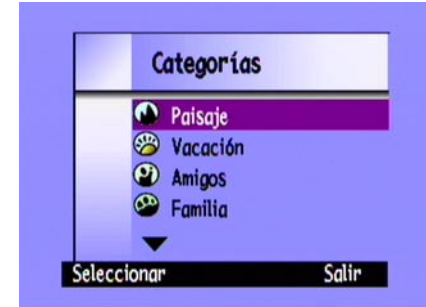 Categorías
Paisaje
Vacación
Amigos
Familia
Seleccionar Salir